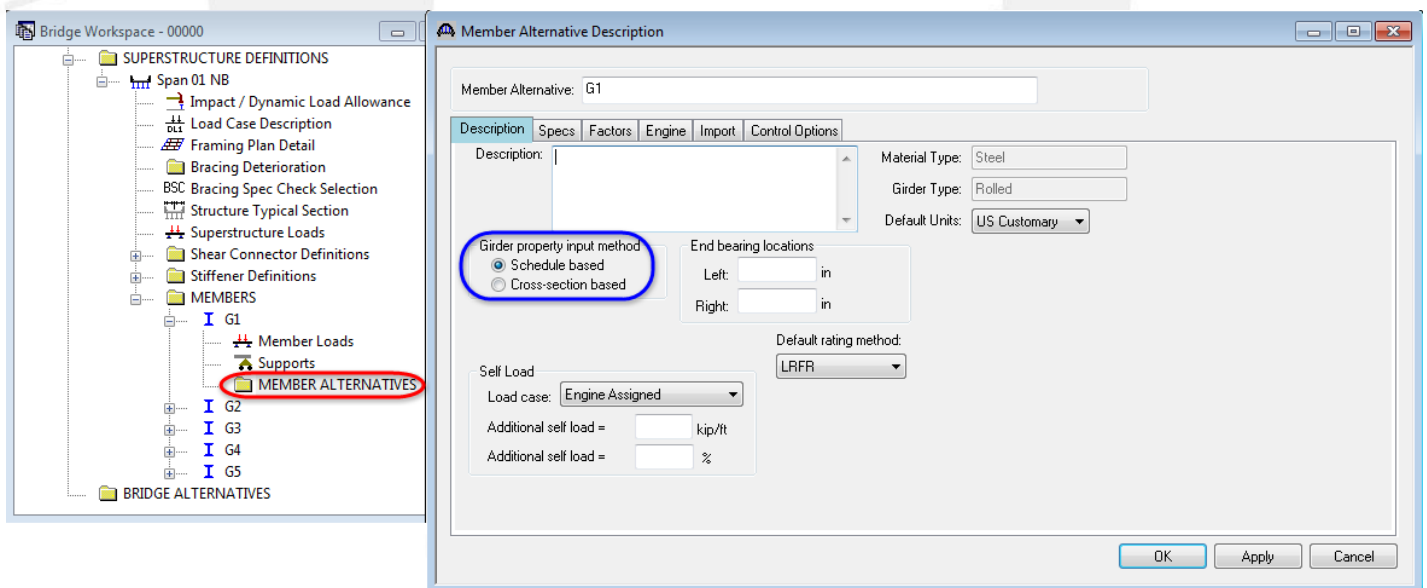 Bridge Workspace - 00000
SUPERSTRUCTURE DEFINITIONS
Span 01 NB
Impact / Dynamic Load Allowance
DL1 Load Case Description
Framing Plan Detail
Bracing Deterioration
BSC Bracing Spec Check Selection
Structure Typical Section
Superstructure Loads
Shear Connector Definitions
Stiffener Definitions
MEMBERS
G1
Member Loads
Supports
MEMBER ALTERNATIVES
G2
G3
G4
G5
BRIDGE ALTERNATIVES
Member Alternative Description
Member Alternative: G1
Description Specs Factors Engine Import Control Options
Description:
Material Type: Steel
Girder Type: Rolled
Default Units: US Customary
Girder property input method
Schedule based
Cross-section based
End bearing locations
Left: in
Right: in
Default rating method:
LRFR
Self Load
Load case: Engine Assigned
Additional self load = kip/ft
Additional self load = %
OK Apply Cancel